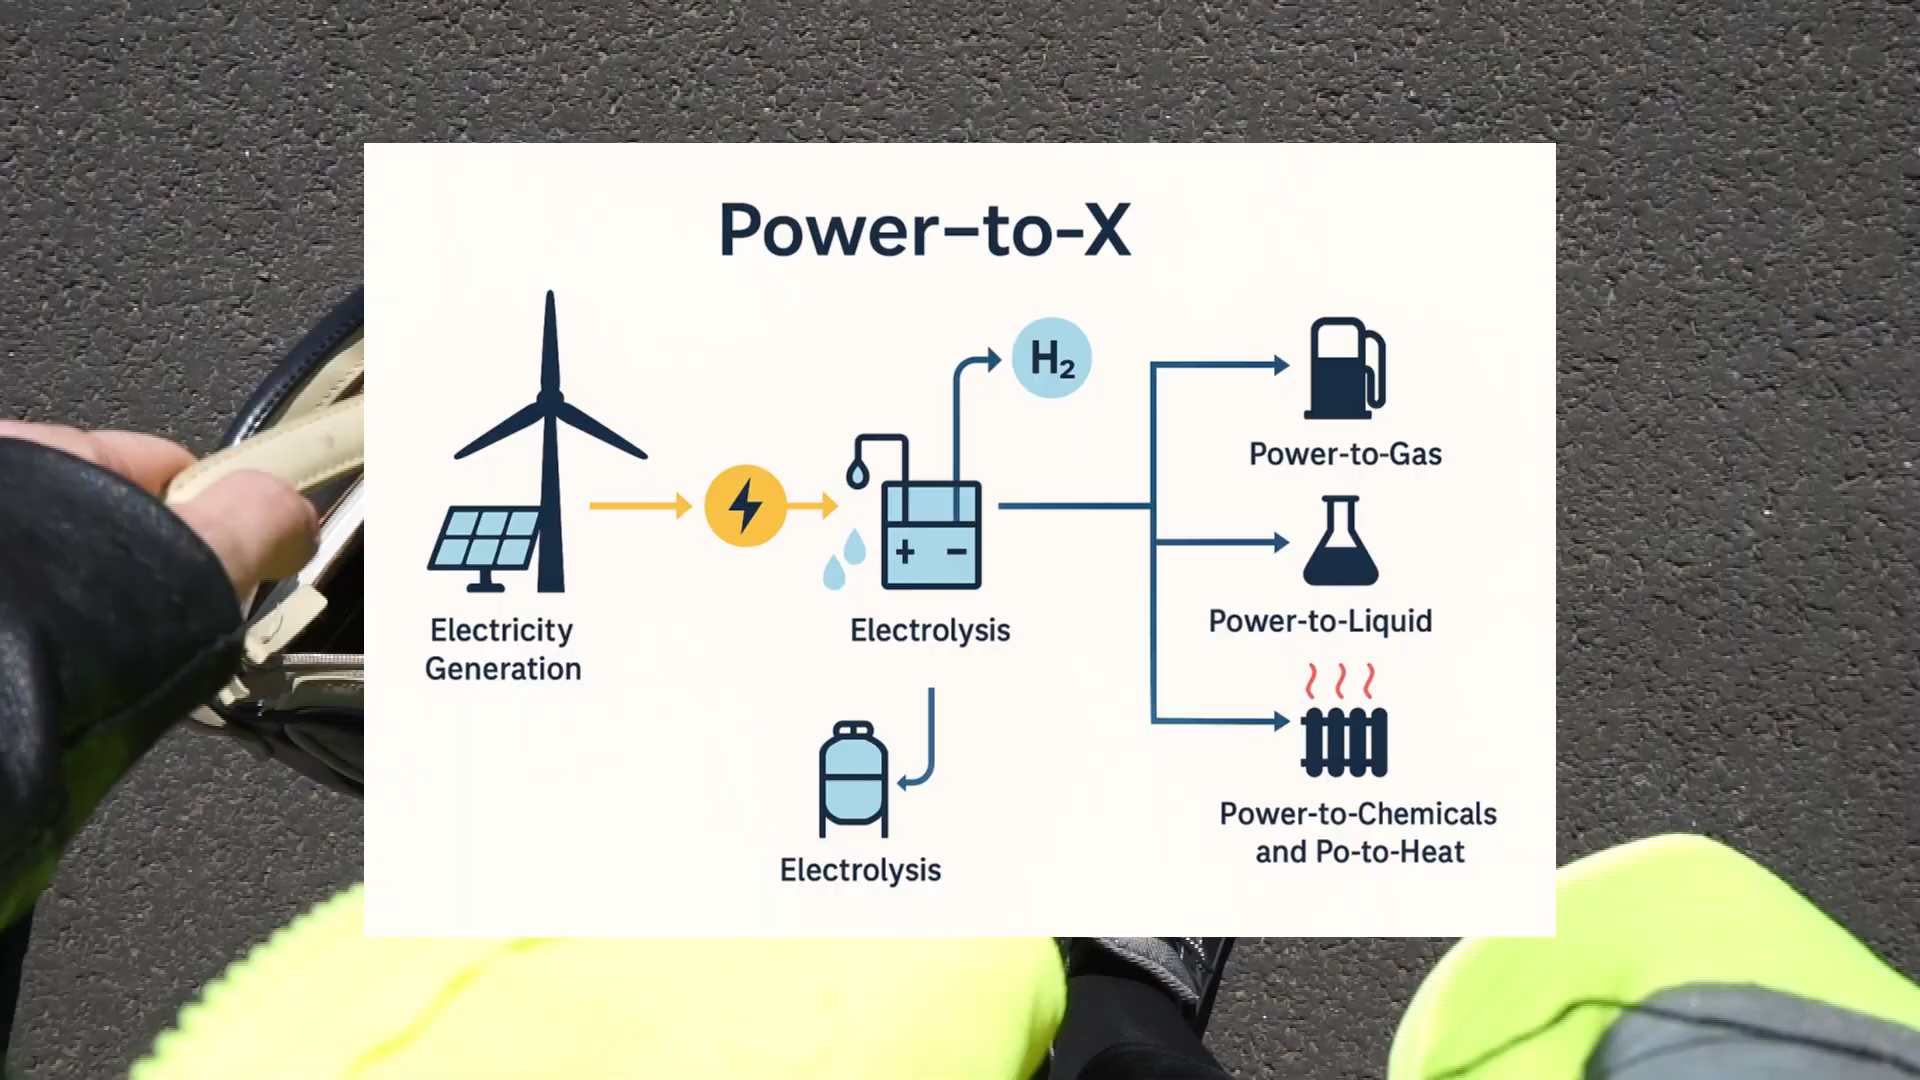 Power-to-X
H₂
Electricity
Generation
+ −
Electrolysis
Electrolysis
Power-to-Gas
Power-to-Liquid
Power-to-Chemicals
and Po-to-Heat